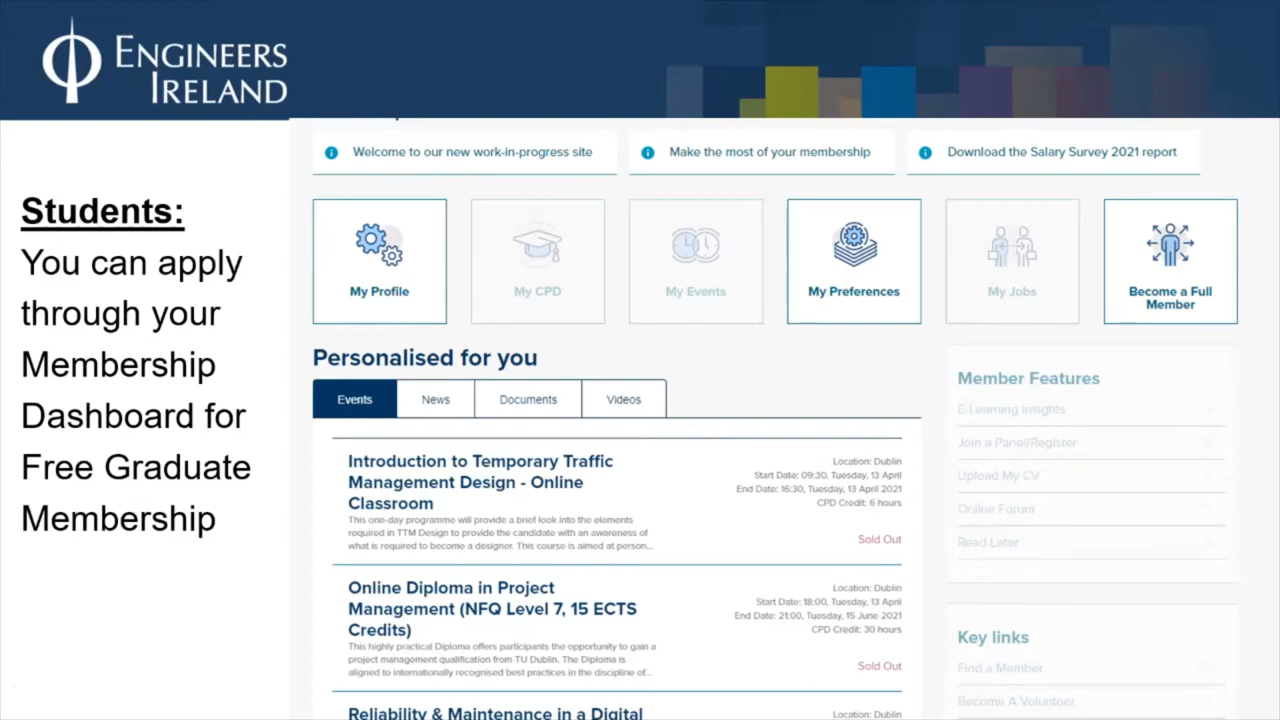 ENGINEERS
IRELAND
Students:
You can apply
through your
Membership
Dashboard for
Free Graduate
Membership
Welcome to our new work-in-progress site
Make the most of your membership
Download the Salary Survey 2021 report
My Profile
My CPD
My Events
My Preferences
My Jobs
Become a Full
Member
Personalised for you
Events
News
Documents
Videos
Introduction to Temporary Traffic
Management Design - Online
Classroom
This one-day programme will provide a brief look into the elements
required in TTM Design to provide the candidate with an awareness of
what is required to become a designer. This course is aimed at person...
Location: Dublin
Start Date: 09:30, Tuesday, 13 April
End Date: 16:30, Tuesday, 13 April 2021
CPD Credit: 6 hours
Sold Out
Online Diploma in Project
Management (NFQ Level 7, 15 ECTS
Credits)
This highly practical Diploma offers participants the opportunity to gain a
project management qualification from TU Dublin. The Diploma is
aligned to internationally recognised best practices in the discipline of...
Location: Dublin
Start Date: 18:00, Tuesday, 13 April
End Date: 21:00, Tuesday, 15 June 2021
CPD Credit: 30 hours
Sold Out
Reliability & Maintenance in a Digital
Location: Dublin
Member Features
E-Learning Insights
Join a Panel/Register
Upload My CV
Online Forum
Read Later
Key links
Find a Member
Become A Volunteer